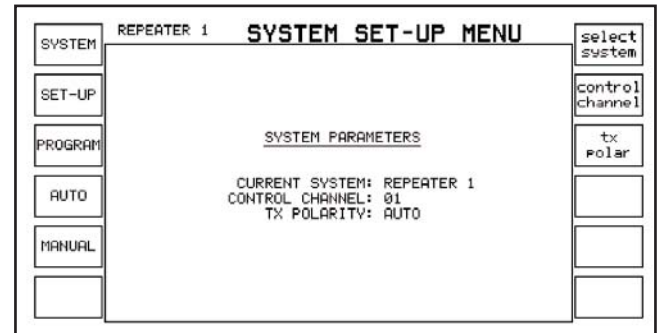 REPEATER 1 SYSTEM SET-UP MENU
SYSTEM
SET-UP
PROGRAM
AUTO
MANUAL
SYSTEM PARAMETERS
CURRENT SYSTEM: REPEATER 1
CONTROL CHANNEL: 01
TX POLARITY: AUTO
select
system
control
channel
tx
polar